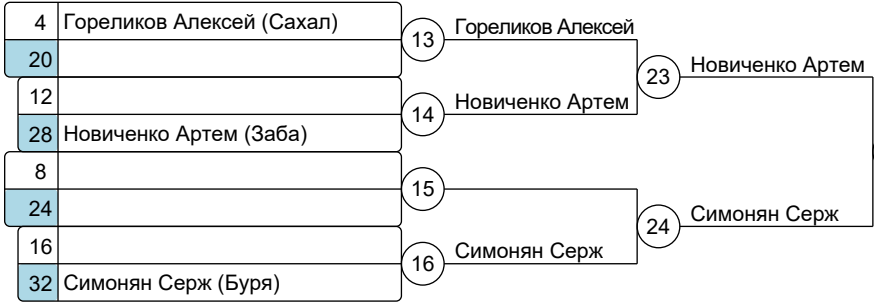 4 Гореликов Алексей (Сахал)
20
13 Гореликов Алексей
12
28 Новиченко Артем (Заба)
14 Новиченко Артем
23 Новиченко Артем
8
24
15
16
32 Симонян Серж (Буря)
16 Симонян Серж
24 Симонян Серж